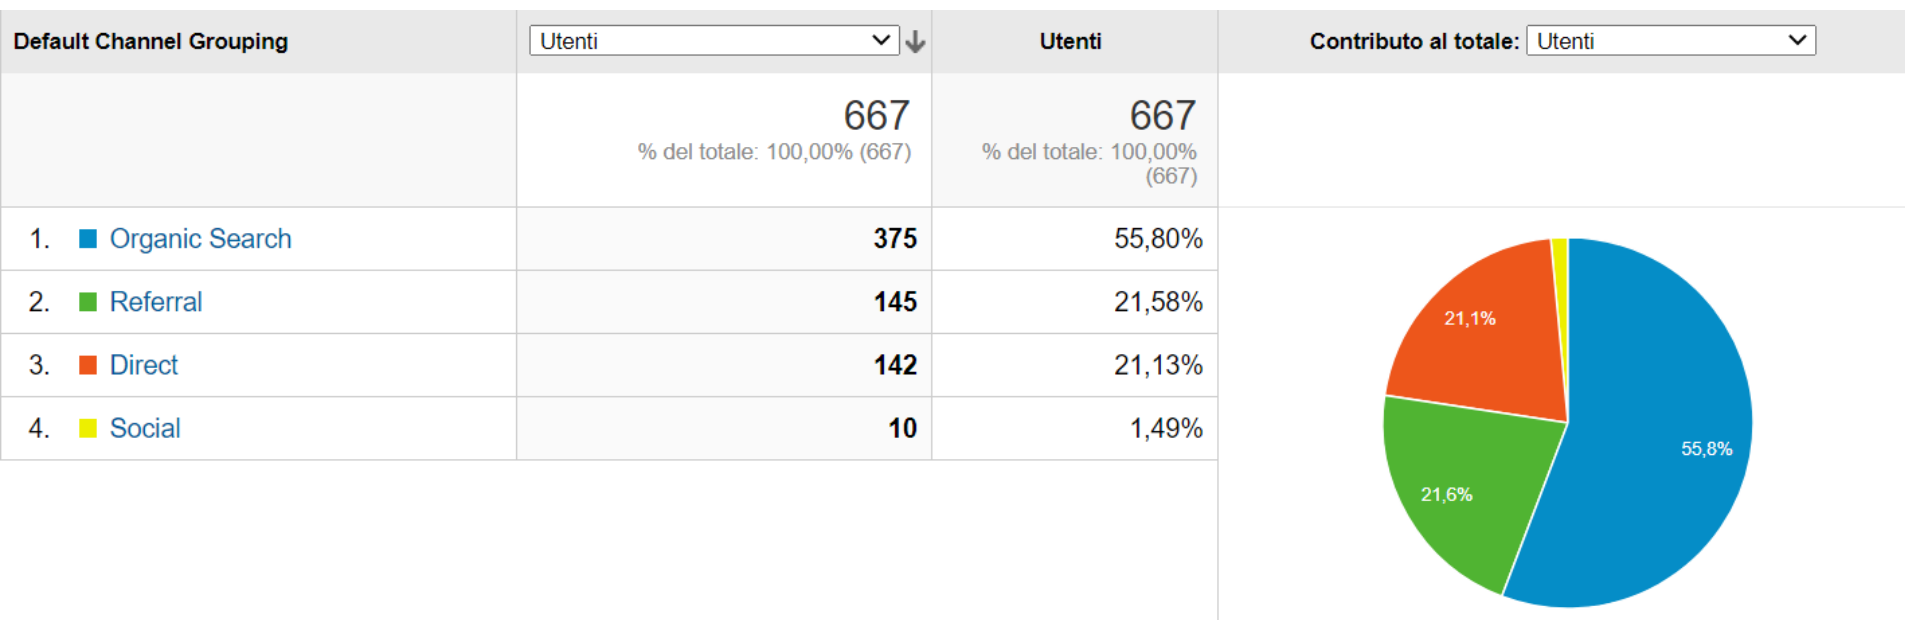 Default Channel Grouping Utenti Utenti Contributo al totale: Utenti
667 667
% del totale: 100,00% (667) % del totale: 100,00%
(667)
1. Organic Search 375 55,80%
2. Referral 145 21,58%
3. Direct 142 21,13%
4. Social 10 1,49%
21,1%
55,8%
21,6%